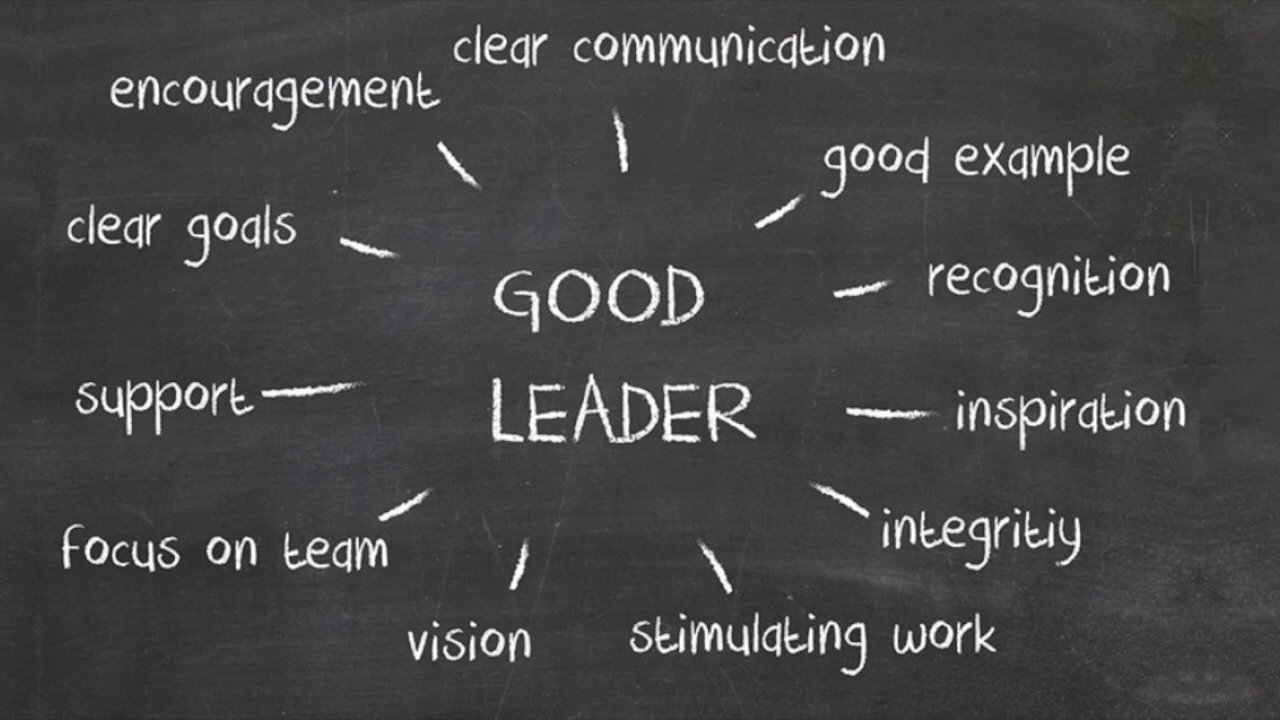 clear communication
encouragement
good example
clear goals
recognition
GOOD
LEADER
support
inspiration
focus on team
integritiy
vision
stimulating work